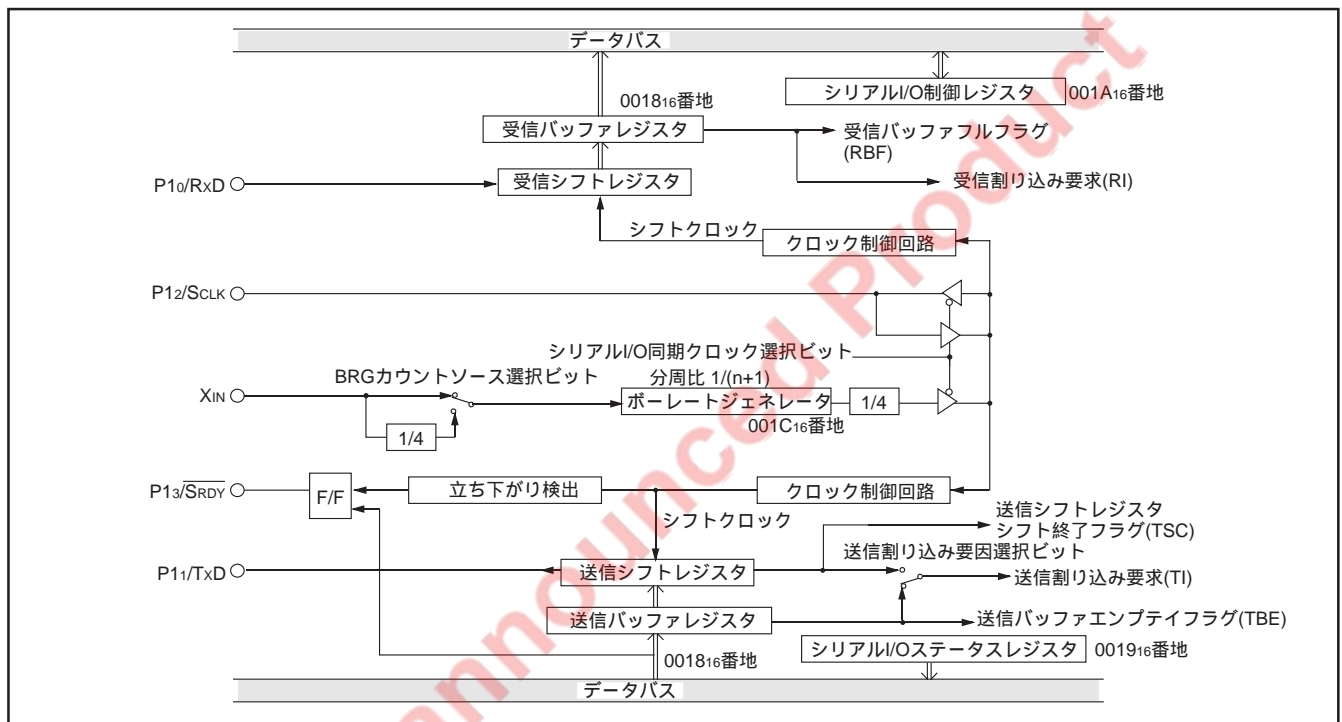 データバス
シリアルI/O制御レジスタ 001A16番地
001816番地
受信バッファレジスタ
受信バッファフルフラグ
(RBF)
P10/RXD
受信シフトレジスタ
受信割り込み要求(RI)
シフトクロック
クロック制御回路
P12/SCLK
シリアルI/O同期クロック選択ビット
BRGカウントソース選択ビット
分周比 1/(n+1)
XIN
ボーレートジェネレータ
1/4
001C16番地
1/4
P13/SRDY
F/F
立ち下がり検出
クロック制御回路
シフトクロック
送信シフトレジスタ
シフト終了フラグ(TSC)
送信割り込み要因選択ビット
P11/TXD
送信シフトレジスタ
送信割り込み要求(TI)
送信バッファレジスタ
送信バッファエンプテイフラグ(TBE)
001816番地
シリアルI/Oステータスレジスタ 001916番地
データバス
nnounced Product